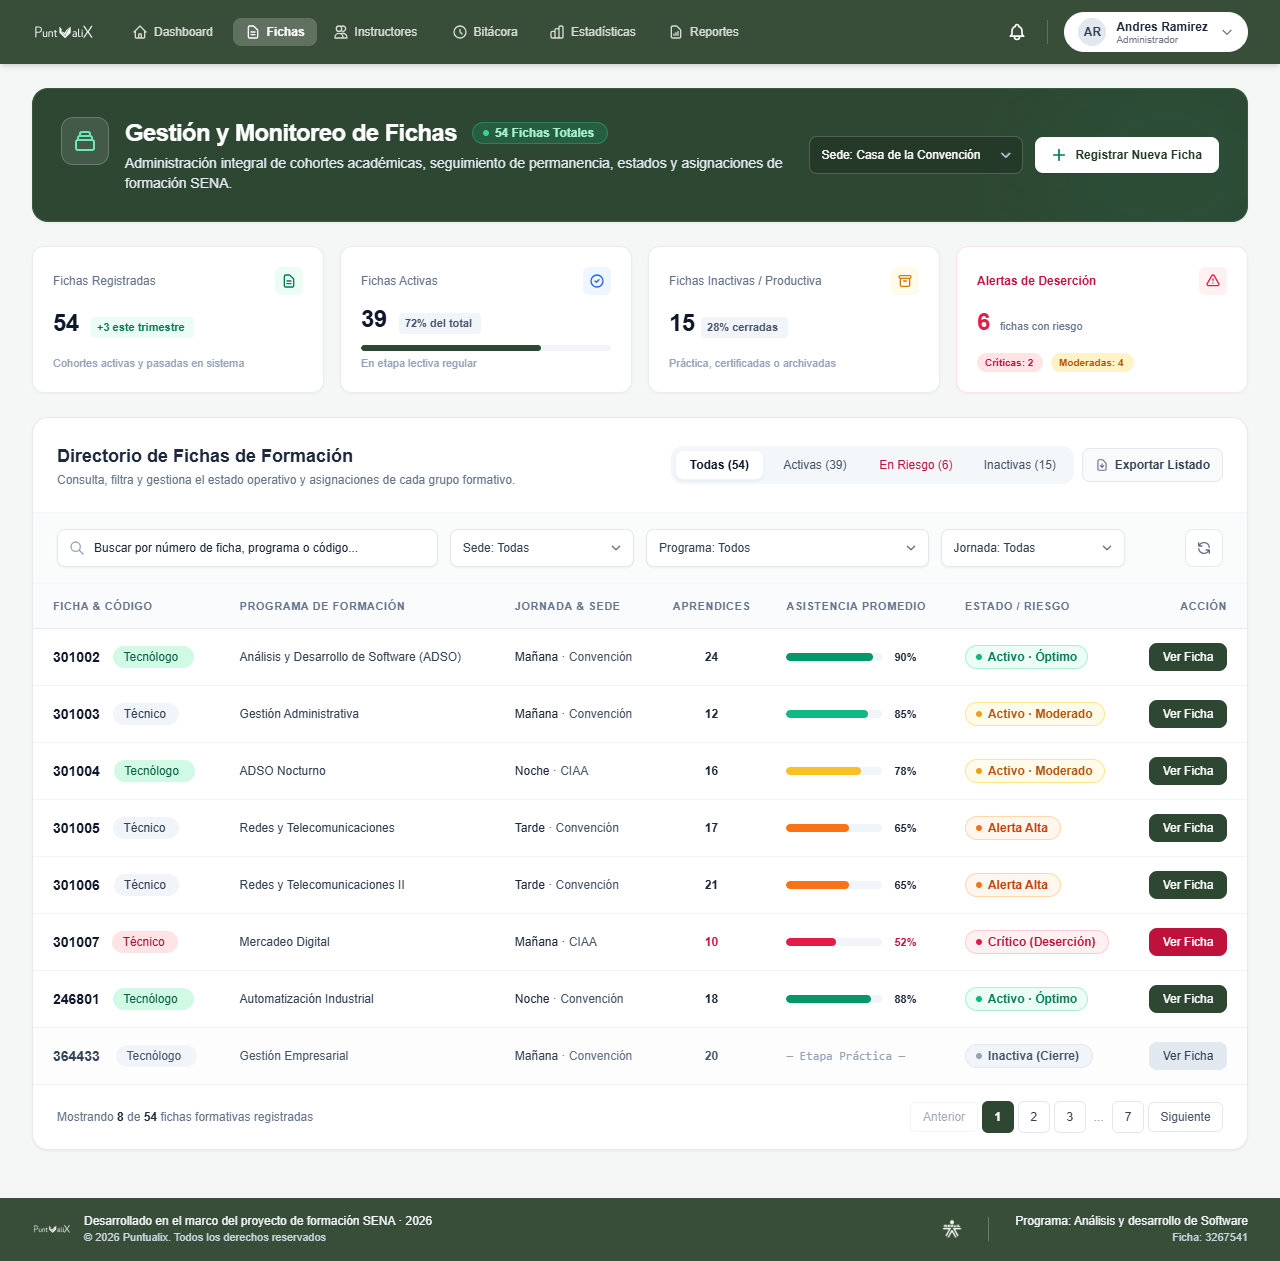 PuntualiX
Dashboard
Fichas
Instructores
Bitácora
Estadísticas
Reportes
AR
Andres Ramirez
Administrador
Gestión y Monitoreo de Fichas
54 Fichas Totales
Administración integral de cohortes académicas, seguimiento de permanencia, estados y asignaciones de
formación SENA.
Sede: Casa de la Convención
Registrar Nueva Ficha
Fichas Registradas
54 +3 este trimestre
Cohortes activas y pasadas en sistema
Fichas Activas
39 72% del total
En etapa lectiva regular
Fichas Inactivas / Productiva
15 28% cerradas
Práctica, certificadas o archivadas
Alertas de Deserción
6 fichas con riesgo
Críticas: 2 Moderadas: 4
Directorio de Fichas de Formación
Consulta, filtra y gestiona el estado operativo y asignaciones de cada grupo formativo.
Todas (54) Activas (39) En Riesgo (6) Inactivas (15)
Exportar Listado
Buscar por número de ficha, programa o código...
Sede: Todas
Programa: Todos
Jornada: Todas
FICHA & CÓDIGO PROGRAMA DE FORMACIÓN JORNADA & SEDE APRENDICES ASISTENCIA PROMEDIO ESTADO / RIESGO ACCIÓN
301002 Tecnólogo Análisis y Desarrollo de Software (ADSO) Mañana · Convención 24 90% Activo · Óptimo Ver Ficha
301003 Técnico Gestión Administrativa Mañana · Convención 12 85% Activo · Moderado Ver Ficha
301004 Tecnólogo ADSO Nocturno Noche · CIAA 16 78% Activo · Moderado Ver Ficha
301005 Técnico Redes y Telecomunicaciones Tarde · Convención 17 65% Alerta Alta Ver Ficha
301006 Técnico Redes y Telecomunicaciones II Tarde · Convención 21 65% Alerta Alta Ver Ficha
301007 Técnico Mercadeo Digital Mañana · CIAA 10 52% Crítico (Deserción) Ver Ficha
246801 Tecnólogo Automatización Industrial Noche · Convención 18 88% Activo · Óptimo Ver Ficha
364433 Tecnólogo Gestión Empresarial Mañana · Convención 20 — Etapa Práctica — Inactiva (Cierre) Ver Ficha
Mostrando 8 de 54 fichas formativas registradas
Anterior 1 2 3 ... 7 Siguiente
PuntualiX
Desarrollado en el marco del proyecto de formación SENA · 2026
© 2026 Puntualix. Todos los derechos reservados
Programa: Análisis y desarrollo de Software
Ficha: 3267541